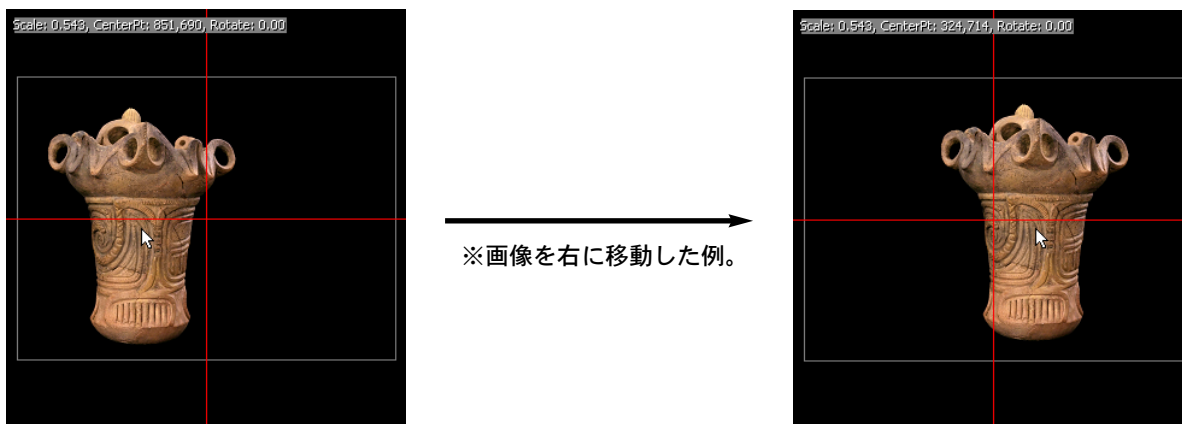 Scale: 0.543, CenterPt: 851,690, Rotate: 0.00
Scale: 0.543, CenterPt: 324,714, Rotate: 0.00
※画像を右に移動した例。